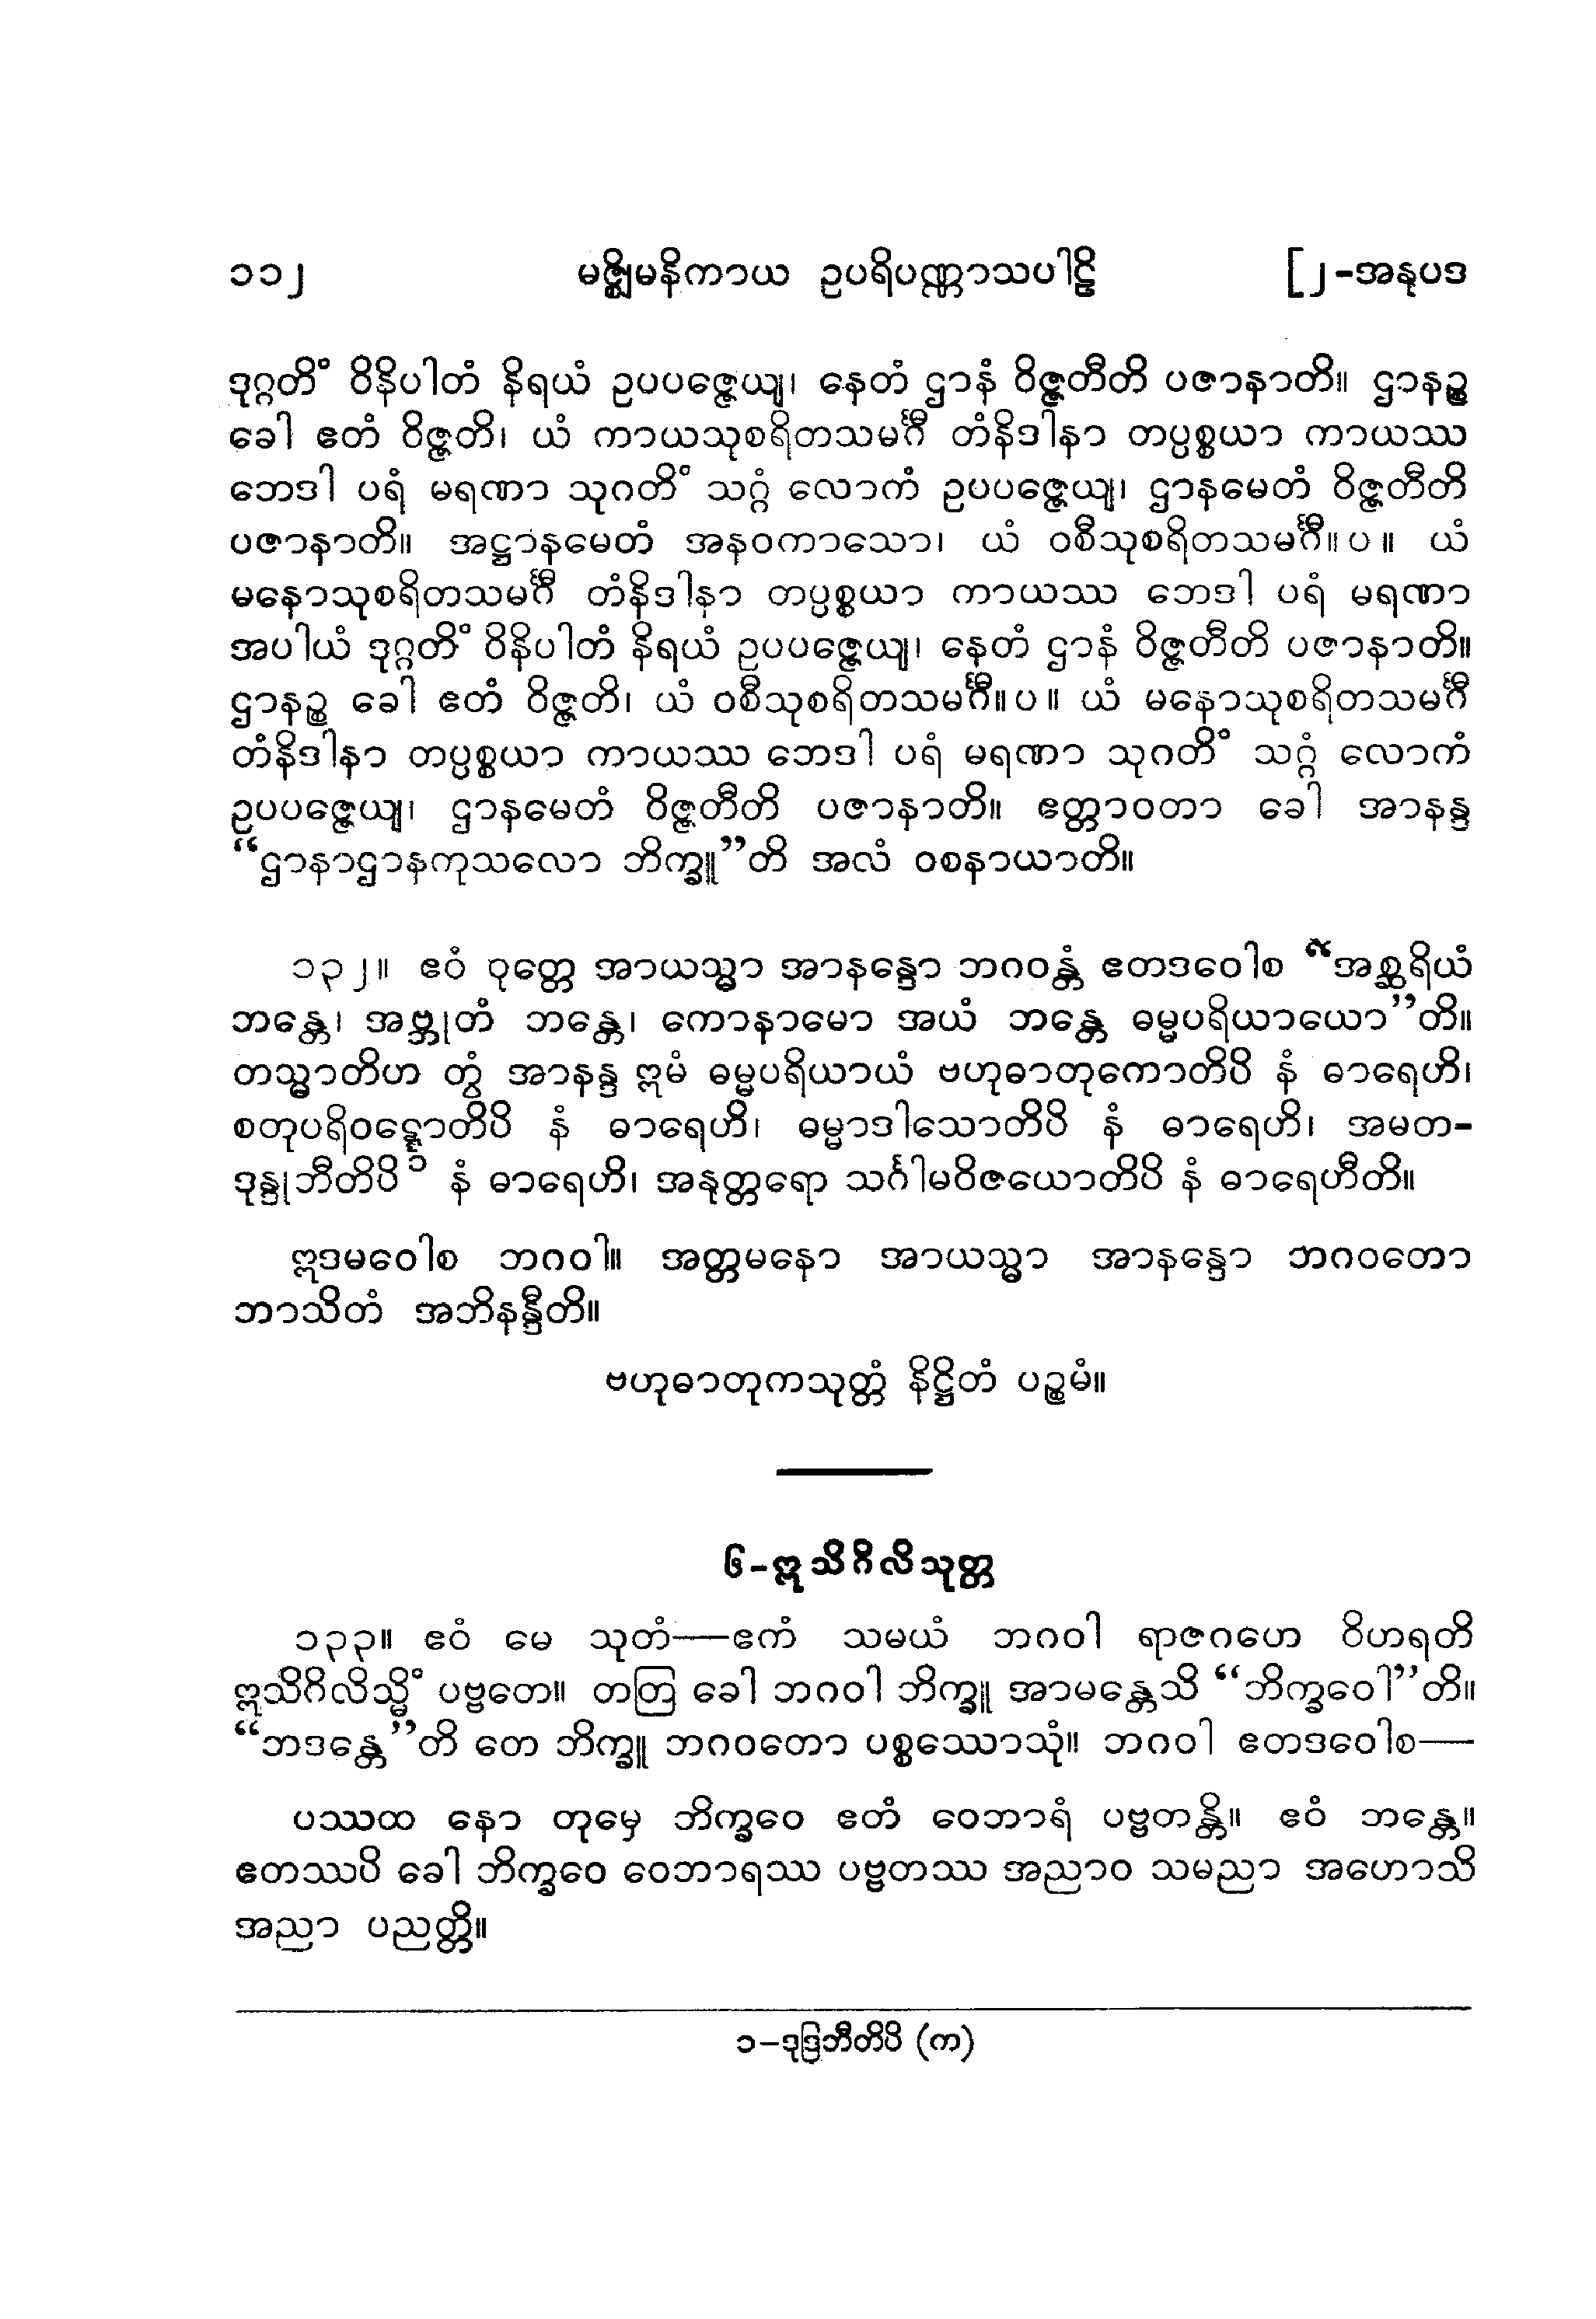 ၁၁၂ မဇ္ဈိမနိကာယ ဥပရိပဏ္ဏာသပါဠိ [၂-အနုပဒ
ဒုဂ္ဂတိံ ဝိနိပါတံ နိရယံ ဥပပဇ္ဇေယျ၊ နေတံ ဌာနံ ဝိဇ္ဇတီတိ ပဇာနာတိ။ ဌာနဉ္စ
ခေါ ဧတံ ဝိဇ္ဇတိ၊ ယံ ကာယသုစရိတသမင်္ဂီ တံနိဒါနာ တပ္ပစ္စယာ ကာယဿ
ဘေဒါ ပရံ မရဏာ သုဂတိံ သဂ္ဂံ လောကံ ဥပပဇ္ဇေယျ၊ ဌာနမေတံ ဝိဇ္ဇတီတိ
ပဇာနာတိ။ အဋ္ဌာနမေတံ အနဝကာသော၊ ယံ ဝစီသုစရိတသမင်္ဂီ။ပ။ ယံ
မနောသုစရိတသမင်္ဂီ တံနိဒါနာ တပ္ပစ္စယာ ကာယဿ ဘေဒါ ပရံ မရဏာ
အပါယံ ဒုဂ္ဂတိံ ဝိနိပါတံ နိရယံ ဥပပဇ္ဇေယျ၊ နေတံ ဌာနံ ဝိဇ္ဇတီတိ ပဇာနာတိ။
ဌာနဉ္စ ခေါ ဧတံ ဝိဇ္ဇတိ၊ ယံ ဝစီသုစရိတသမင်္ဂီ။ပ။ ယံ မနောသုစရိတသမင်္ဂီ
တံနိဒါနာ တပ္ပစ္စယာ ကာယဿ ဘေဒါ ပရံ မရဏာ သုဂတိံ သဂ္ဂံ လောကံ
ဥပပဇ္ဇေယျ၊ ဌာနမေတံ ဝိဇ္ဇတီတိ ပဇာနာတိ။ ဧတ္တာဝတာ ခေါ အာနန္ဒ
“ဌာနာဌာနကုသလော ဘိက္ခူ”တိ အလံ ဝစနာယာတိ။
၁၃၂။ ဧဝံ ဝုတ္တေ အာယသ္မာ အာနန္ဒော ဘဂဝန္တံ ဧတဒဝေါစ “အစ္ဆရိယံ
ဘန္တေ၊ အဗ္ဘုတံ ဘန္တေ၊ ကောနာမော အယံ ဘန္တေ ဓမ္မပရိယာယော”တိ။
တသ္မာတိဟ တွံ အာနန္ဒ ဣမံ ဓမ္မပရိယာယံ ဗဟုဓာတုကောတိပိ နံ ဓာရေဟိ၊
စတုပရိဝဋ္ဋောတိပိ နံ ဓာရေဟိ၊ ဓမ္မာဒါသောတိပိ နံ ဓာရေဟိ၊ အမတ-
ဒုန္ဒုဘီတိပိ ၁ နံ ဓာရေဟိ၊ အနုတ္တရော သင်္ဂါမဝိဇယောတိပိ နံ ဓာရေဟီတိ။
ဣဒမဝေါစ ဘဂဝါ။ အတ္တမနော အာယသ္မာ အာနန္ဒော ဘဂဝတော
ဘာသိတံ အဘိနန္ဒီတိ။
ဗဟုဓာတုကသုတ္တံ နိဋ္ဌိတံ ပဉ္စမံ။
၆-ဣသိဂိလိသုတ္တ
၁၃၃။ ဧဝံ မေ သုတံ—ဧကံ သမယံ ဘဂဝါ ရာဇဂဟေ ဝိဟရတိ
ဣသိဂိလိသ္မိံ ပဗ္ဗတေ။ တတြ ခေါ ဘဂဝါ ဘိက္ခူ အာမန္တေသိ “ဘိက္ခဝေါ”တိ။
“ဘဒန္တေ”တိ တေ ဘိက္ခူ ဘဂဝတော ပစ္စဿောသုံ။ ဘဂဝါ ဧတဒဝေါစ—
ပဿထ နော တုမှေ ဘိက္ခဝေ ဧတံ ဝေဘာရံ ပဗ္ဗတန္တိ။ ဧဝံ ဘန္တေ။
ဧတဿပိ ခေါ ဘိက္ခဝေ ဝေဘာရဿ ပဗ္ဗတဿ အညာဝ သမညာ အဟောသိ
အညာ ပညတ္တိ။
၁-ဒုဒြဘီတိပိ (က)